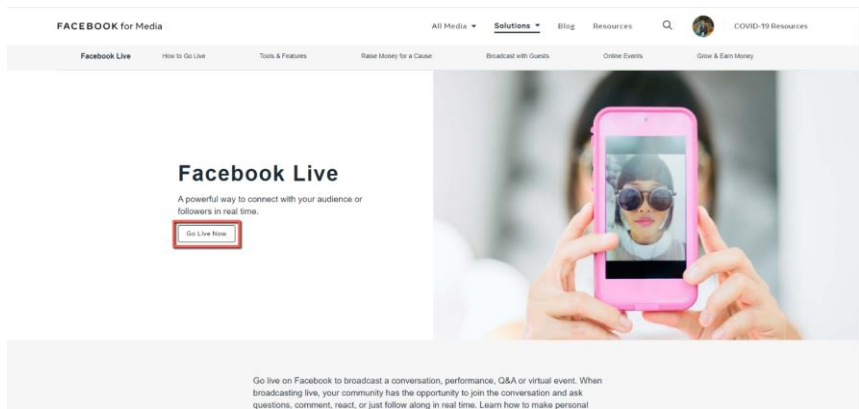 FACEBOOK for Media
All Media Solutions Blog Resources COVID-19 Resources
Facebook Live How to Go Live Tools & Features Raise Money for a Cause Broadcast with Guests Online Events Grow & Earn Money
Facebook Live
A powerful way to connect with your audience or
followers in real time.
Go Live Now
Go live on Facebook to broadcast a conversation, performance, Q&A or virtual event. When
broadcasting live, your community has the opportunity to join the conversation and ask
questions, comment, react, or just follow along in real time. Learn how to make personal